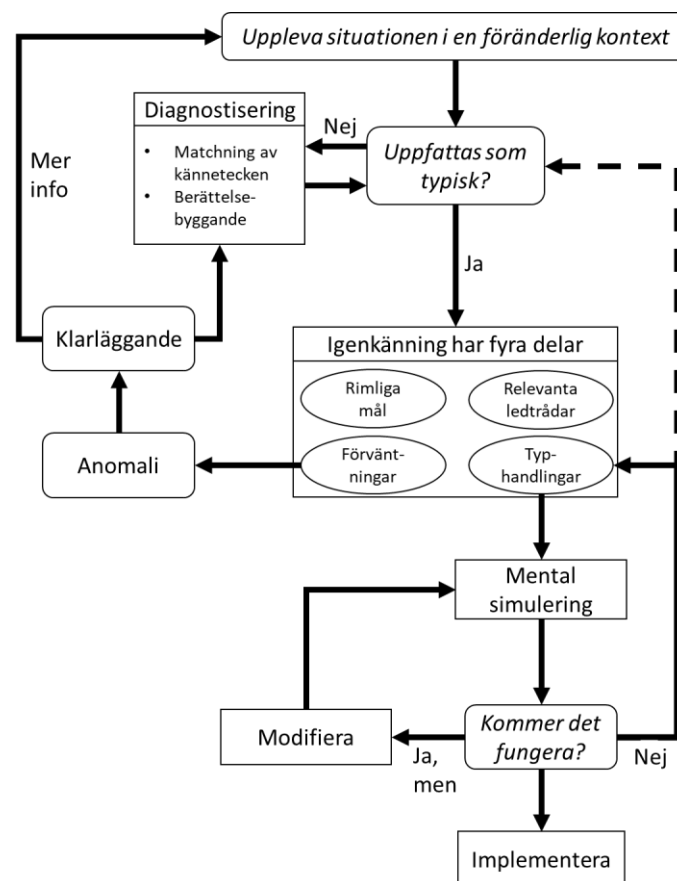 Uppleva situationen i en föränderlig kontext
Diagnostisering
• Matchning av
kännetecken
• Berättelse-
byggande
Nej
Uppfattas som
typisk?
Mer
info
Ja
Klarläggande
Igenkänning har fyra delar
Rimliga
mål
Relevanta
ledtrådar
Förvänt-
ningar
Typ-
handlingar
Anomali
Mental
simulering
Modifiera
Ja,
men
Kommer det
fungera?
Nej
Implementera